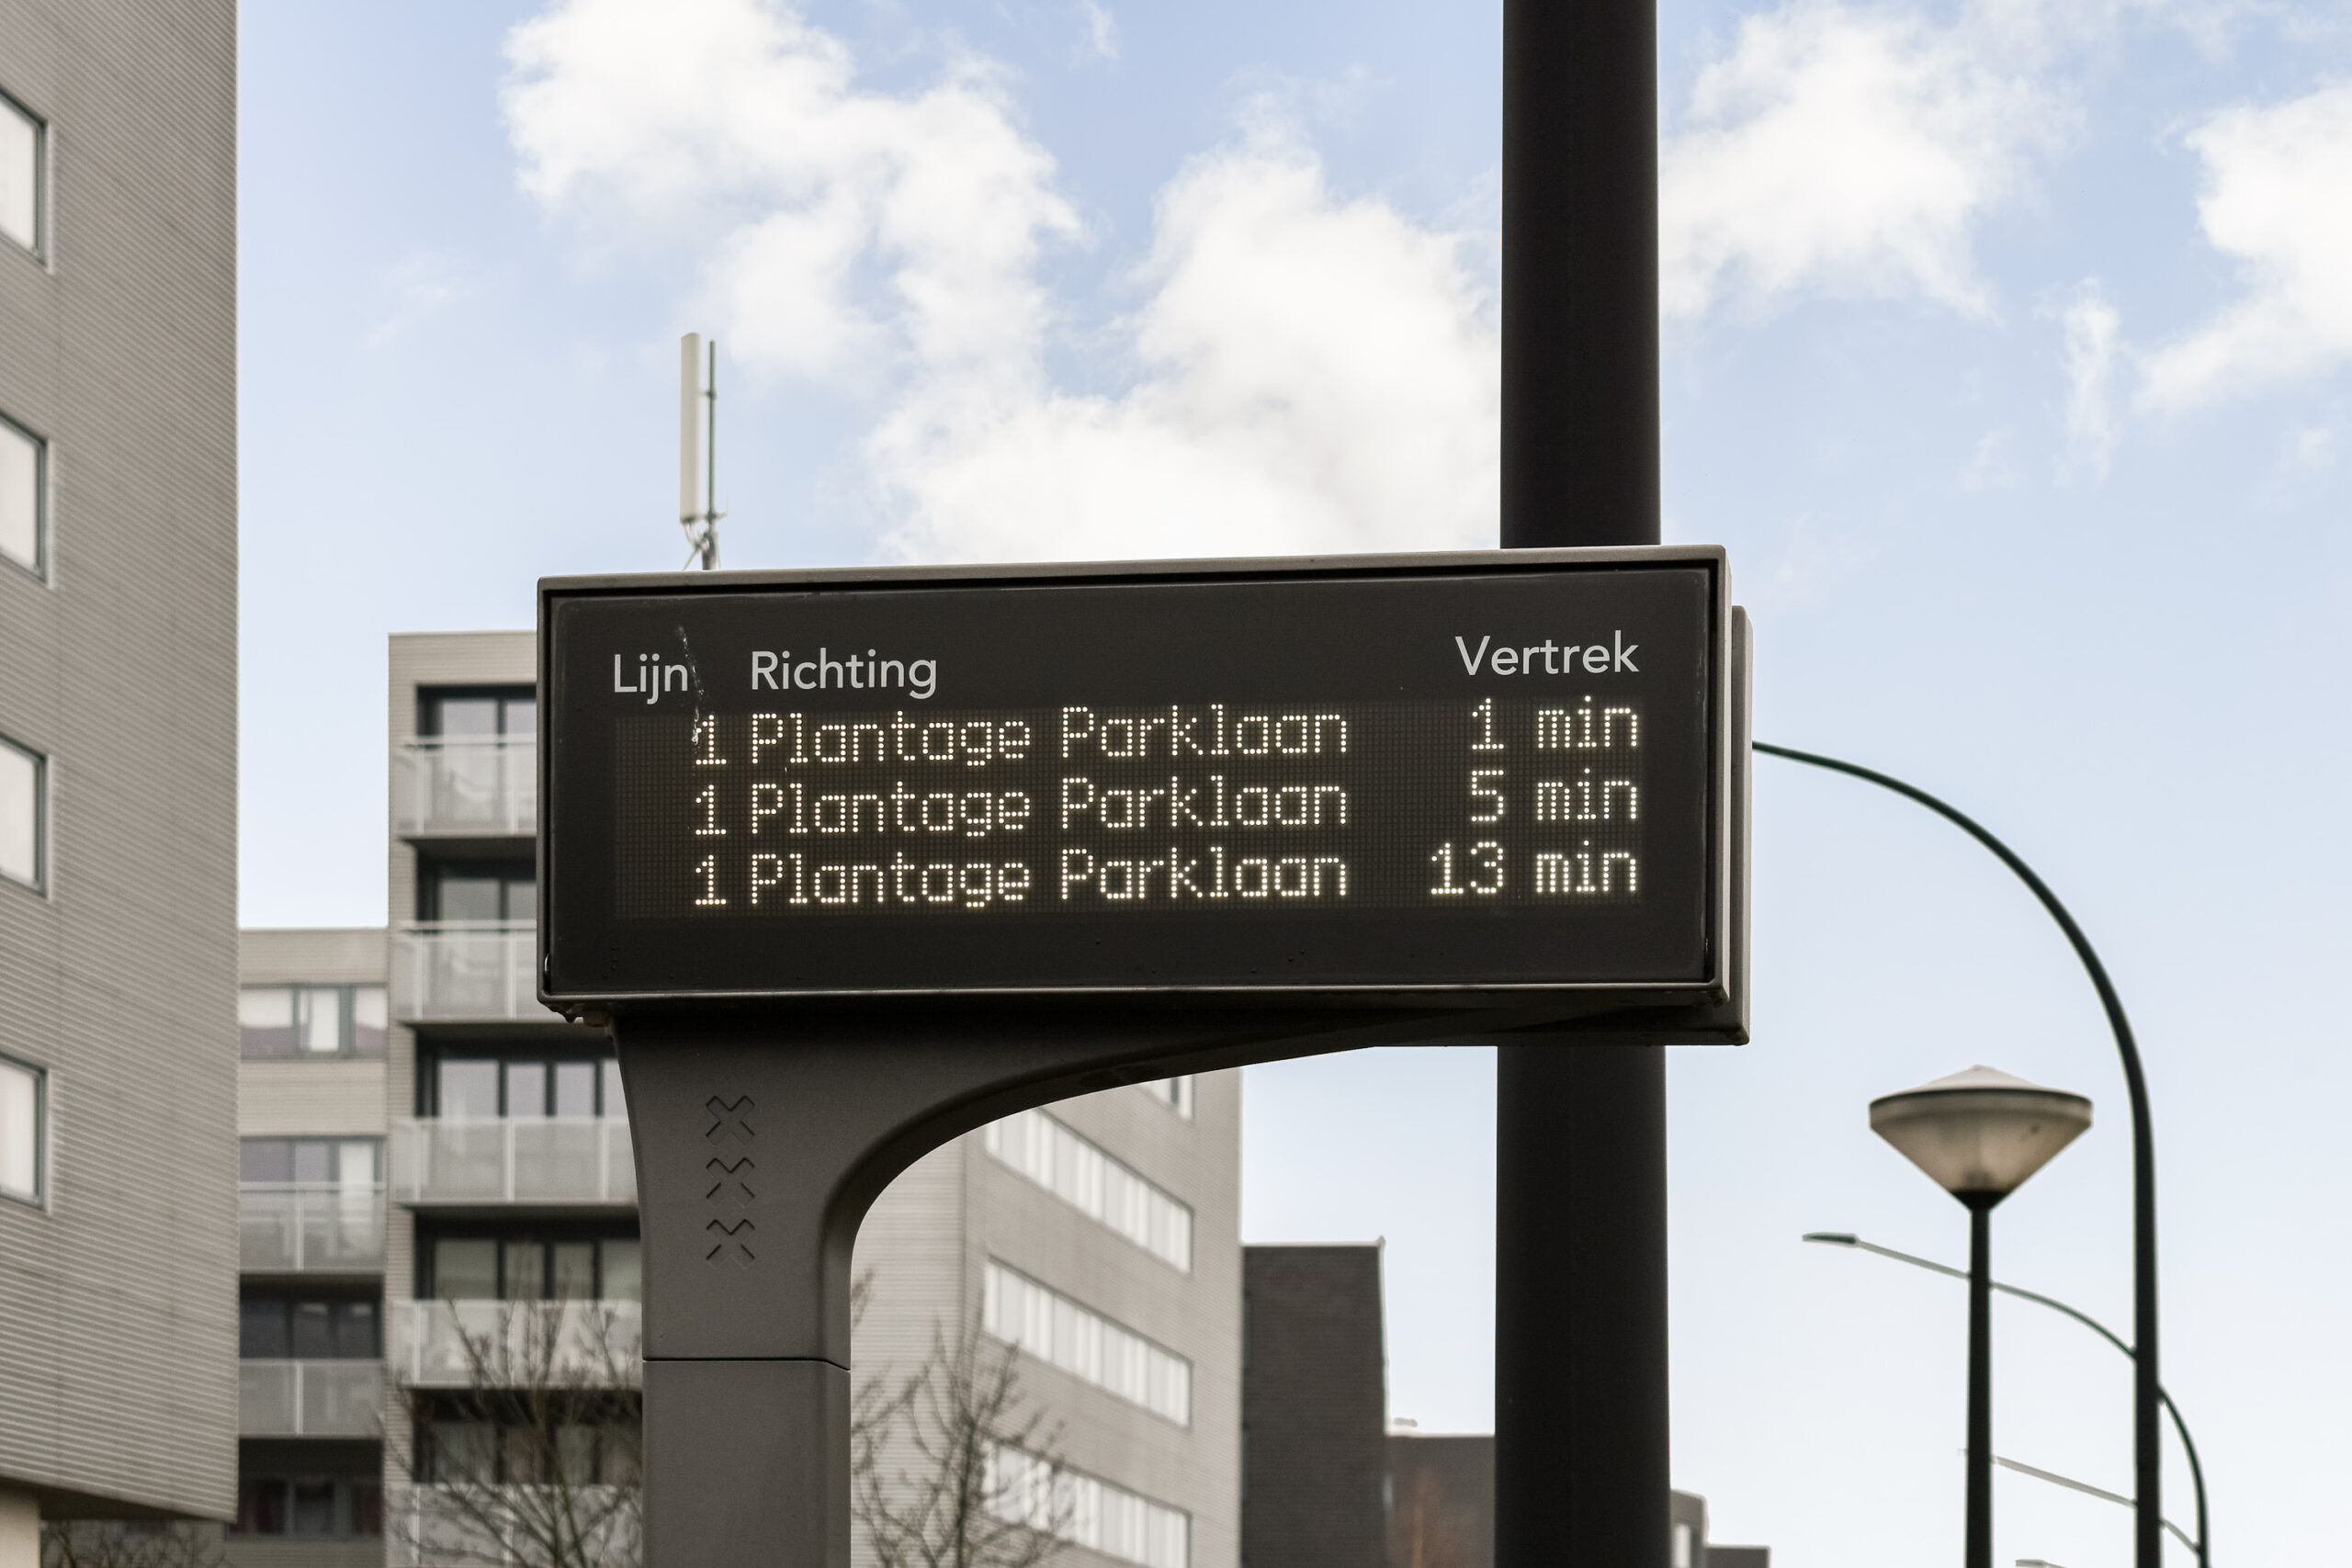 Lijn Richting Vertrek
1 Plantage Parklaan 1 min
1 Plantage Parklaan 5 min
1 Plantage Parklaan 13 min